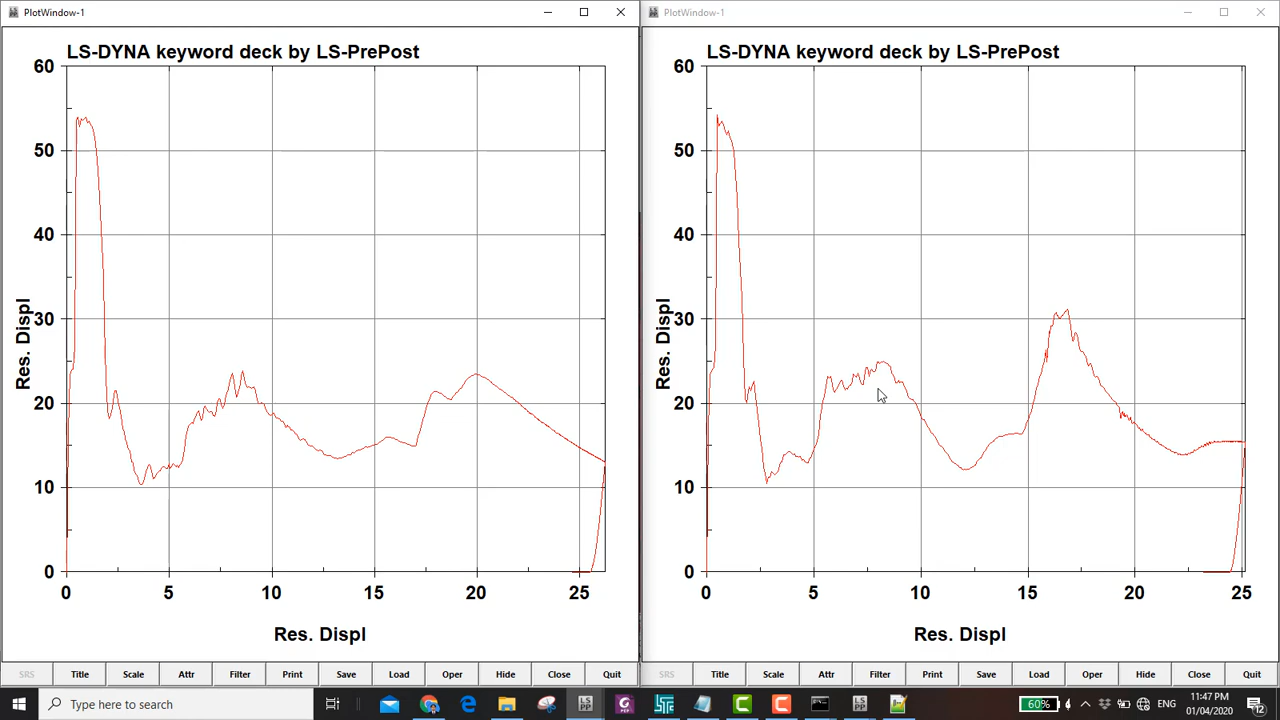 PlotWindow-1
LS-DYNA keyword deck by LS-PrePost
60
50
40
30
20
10
0
Res. Displ
0 5 10 15 20 25
Res. Displ
SRS Title Scale Attr Filter Print Save Load Oper Hide Close Quit
PlotWindow-1
LS-DYNA keyword deck by LS-PrePost
60
50
40
30
20
10
0
Res. Displ
0 5 10 15 20 25
Res. Displ
SRS Title Scale Attr Filter Print Save Load Oper Hide Close Quit
Type here to search
60%
ENG
11:47 PM
01/04/2020
12